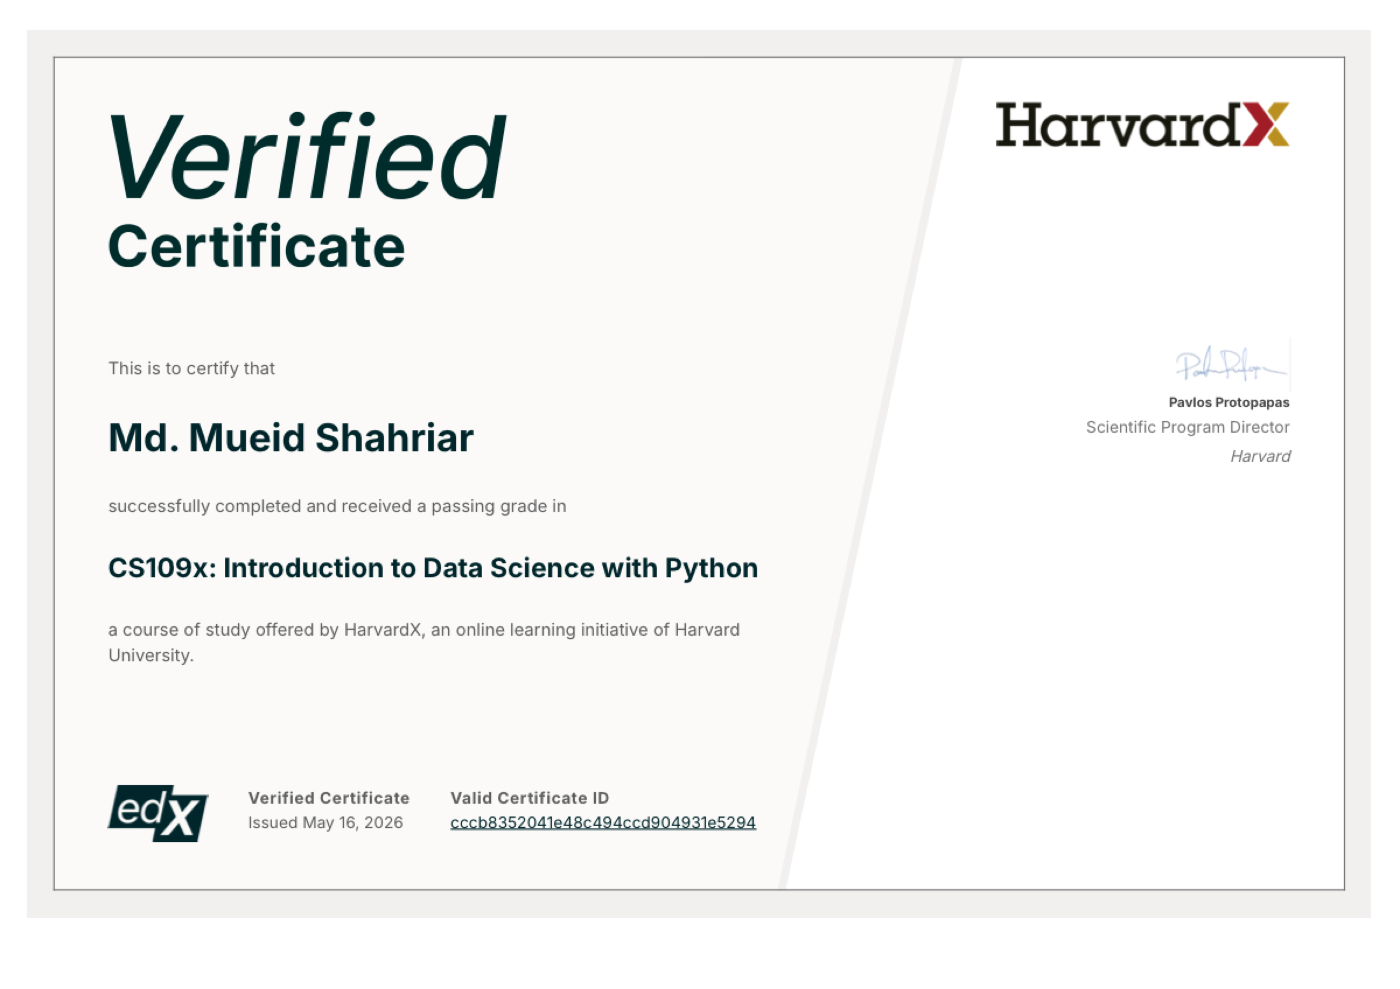 Verified
Certificate
HarvardX
This is to certify that
Md. Mueid Shahriar
successfully completed and received a passing grade in
CS109x: Introduction to Data Science with Python
a course of study offered by HarvardX, an online learning initiative of Harvard
University.
Pavlos Protopapas
Scientific Program Director
Harvard
edX
Verified Certificate
Issued May 16, 2026
Valid Certificate ID
cccb8352041e48c494ccd904931e5294